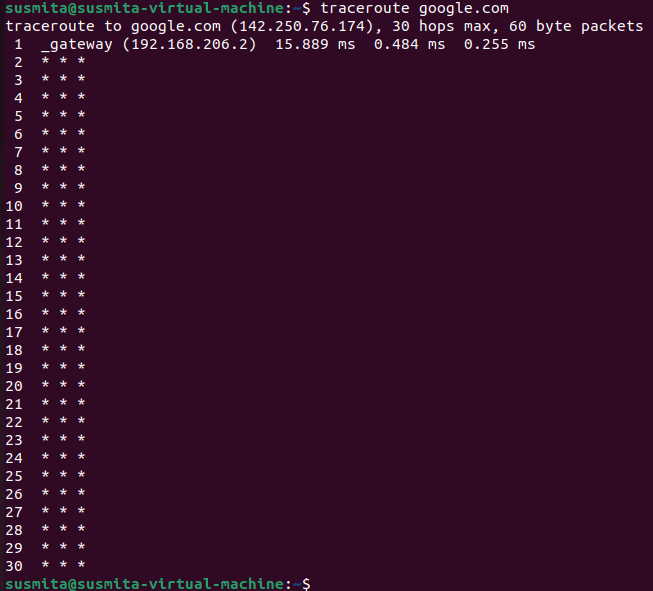 susmita@susmita-virtual-machine:~$ traceroute google.com
traceroute to google.com (142.250.76.174), 30 hops max, 60 byte packets
 1  _gateway (192.168.206.2)  15.889 ms  0.484 ms  0.255 ms
 2  * * *
 3  * * *
 4  * * *
 5  * * *
 6  * * *
 7  * * *
 8  * * *
 9  * * *
10  * * *
11  * * *
12  * * *
13  * * *
14  * * *
15  * * *
16  * * *
17  * * *
18  * * *
19  * * *
20  * * *
21  * * *
22  * * *
23  * * *
24  * * *
25  * * *
26  * * *
27  * * *
28  * * *
29  * * *
30  * * *
susmita@susmita-virtual-machine:~$